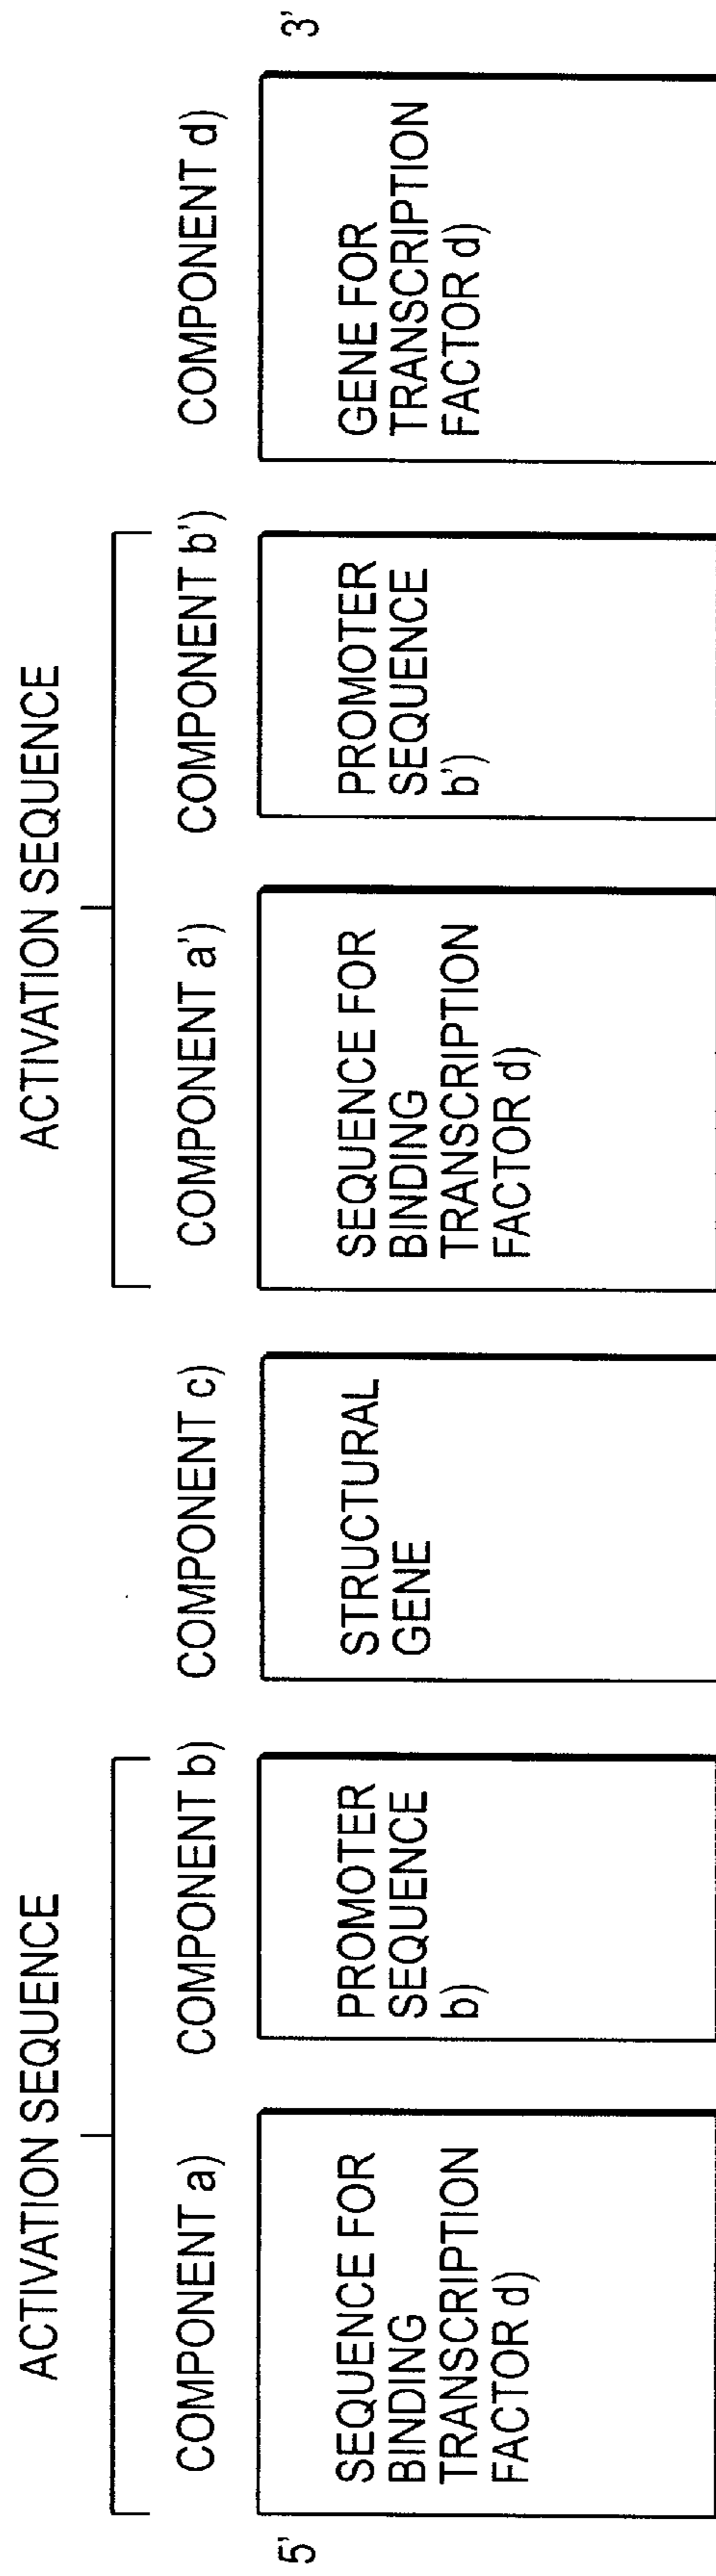 ACTIVATION SEQUENCE
ACTIVATION SEQUENCE
COMPONENT a)
COMPONENT b)
COMPONENT c)
COMPONENT a')
COMPONENT b')
COMPONENT d)
5'
SEQUENCE FOR
BINDING
TRANSCRIPTION
FACTOR d)
PROMOTER
SEQUENCE
b)
STRUCTURAL
GENE
SEQUENCE FOR
BINDING
TRANSCRIPTION
FACTOR d)
PROMOTER
SEQUENCE
b')
GENE FOR
TRANSCRIPTION
FACTOR d)
3'